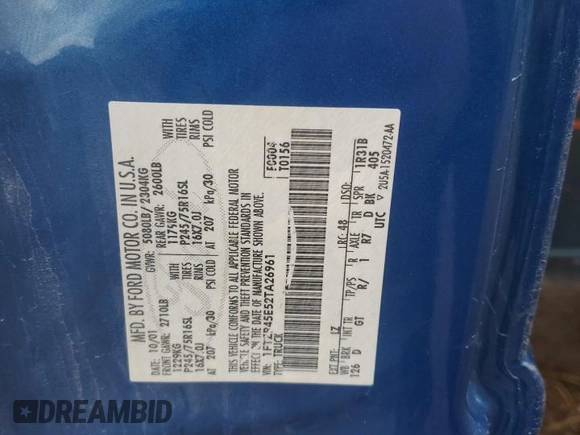 MFD. BY FORD MOTOR CO. IN U.S.A.
DATE: 10/01 GVWR: 5080LB/ 2304KG
FRONT GAWR: 2710LB REAR GAWR: 2600LB
1229KG WITH 1175KG WITH
P245/75R16SL TIRES P245/75R16SL TIRES
16X7.0J RIMS 16X7.0J RIMS
AT 207 kPa/30 PSI COLD AT 207 kPa/30 PSI COLD
THIS VEHICLE CONFORMS TO ALL APPLICABLE FEDERAL MOTOR
VEHICLE SAFETY AND THEFT PREVENTION STANDARDS IN
EFFECT ON THE DATE OF MANUFACTURE SHOWN ABOVE.
VIN: 1FTZR45E52TA26961
TYPE: TRUCK
F0004
T0156
EXT PNT: LZ RC: 48 DSO:
WB BRK INT TR TP/PS R AXLE TR SPR 1R31B
126 D GT R/ 1 R7 D BK 405
UTC 2U5A-1520472-AA
DREAMBID